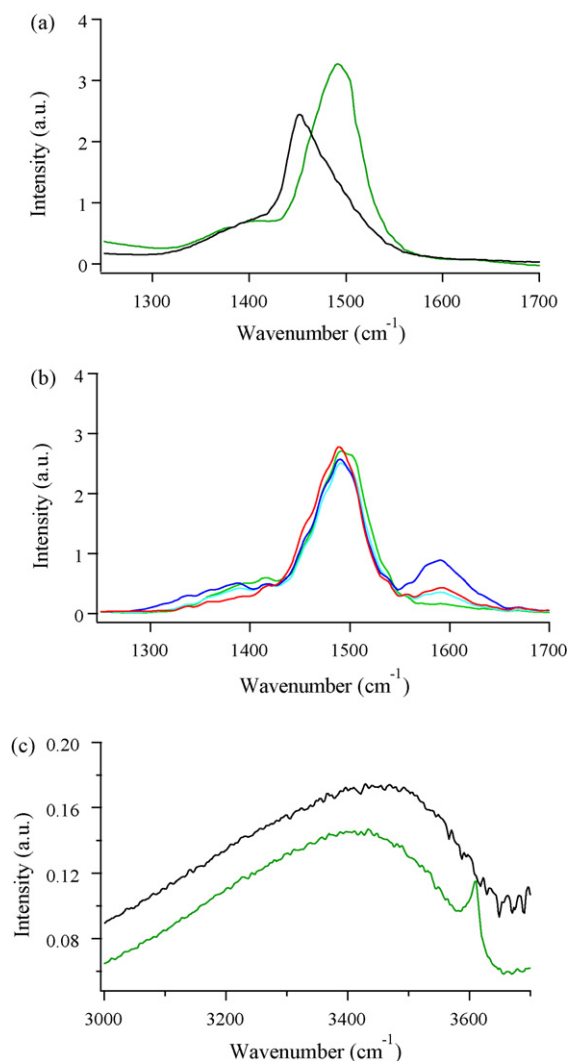 (a)
4
3
2
1
0
Intensity (a.u.)
1300 1400 1500 1600 1700
Wavenumber (cm⁻¹)
(b)
4
3
2
1
0
Intensity (a.u.)
1300 1400 1500 1600 1700
Wavenumber (cm⁻¹)
(c)
0.20
0.16
0.12
0.08
Intensity (a.u.)
3000 3200 3400 3600
Wavenumber (cm⁻¹)